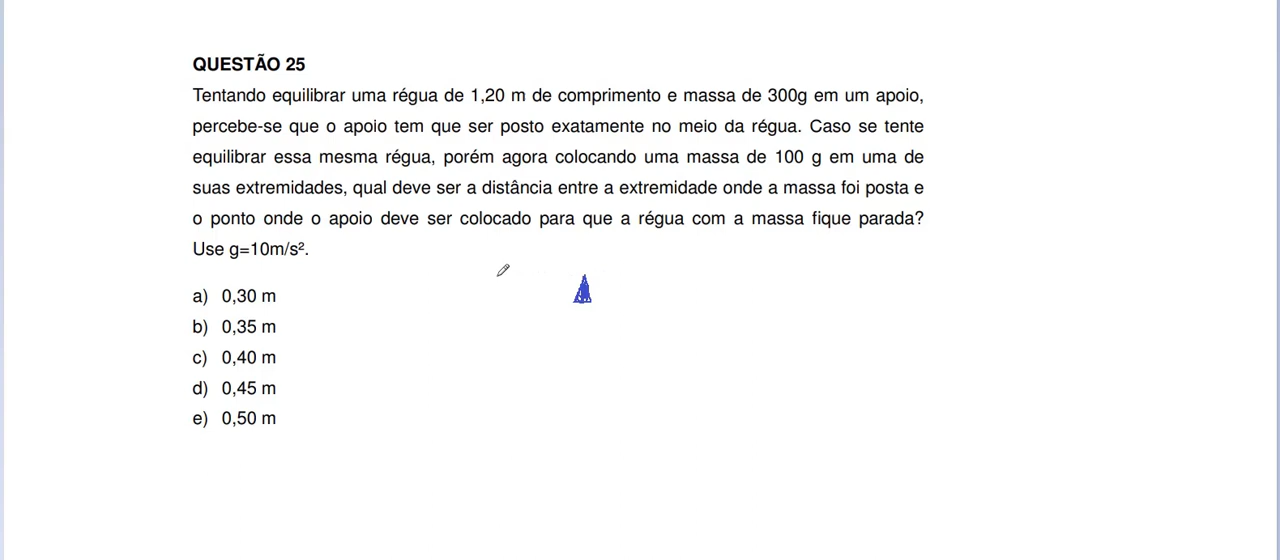 QUESTÃO 25
Tentando equilibrar uma régua de 1,20 m de comprimento e massa de 300g em um apoio,
percebe-se que o apoio tem que ser posto exatamente no meio da régua. Caso se tente
equilibrar essa mesma régua, porém agora colocando uma massa de 100 g em uma de
suas extremidades, qual deve ser a distância entre a extremidade onde a massa foi posta e
o ponto onde o apoio deve ser colocado para que a régua com a massa fique parada?
Use g=10m/s².
a) 0,30 m
b) 0,35 m
c) 0,40 m
d) 0,45 m
e) 0,50 m